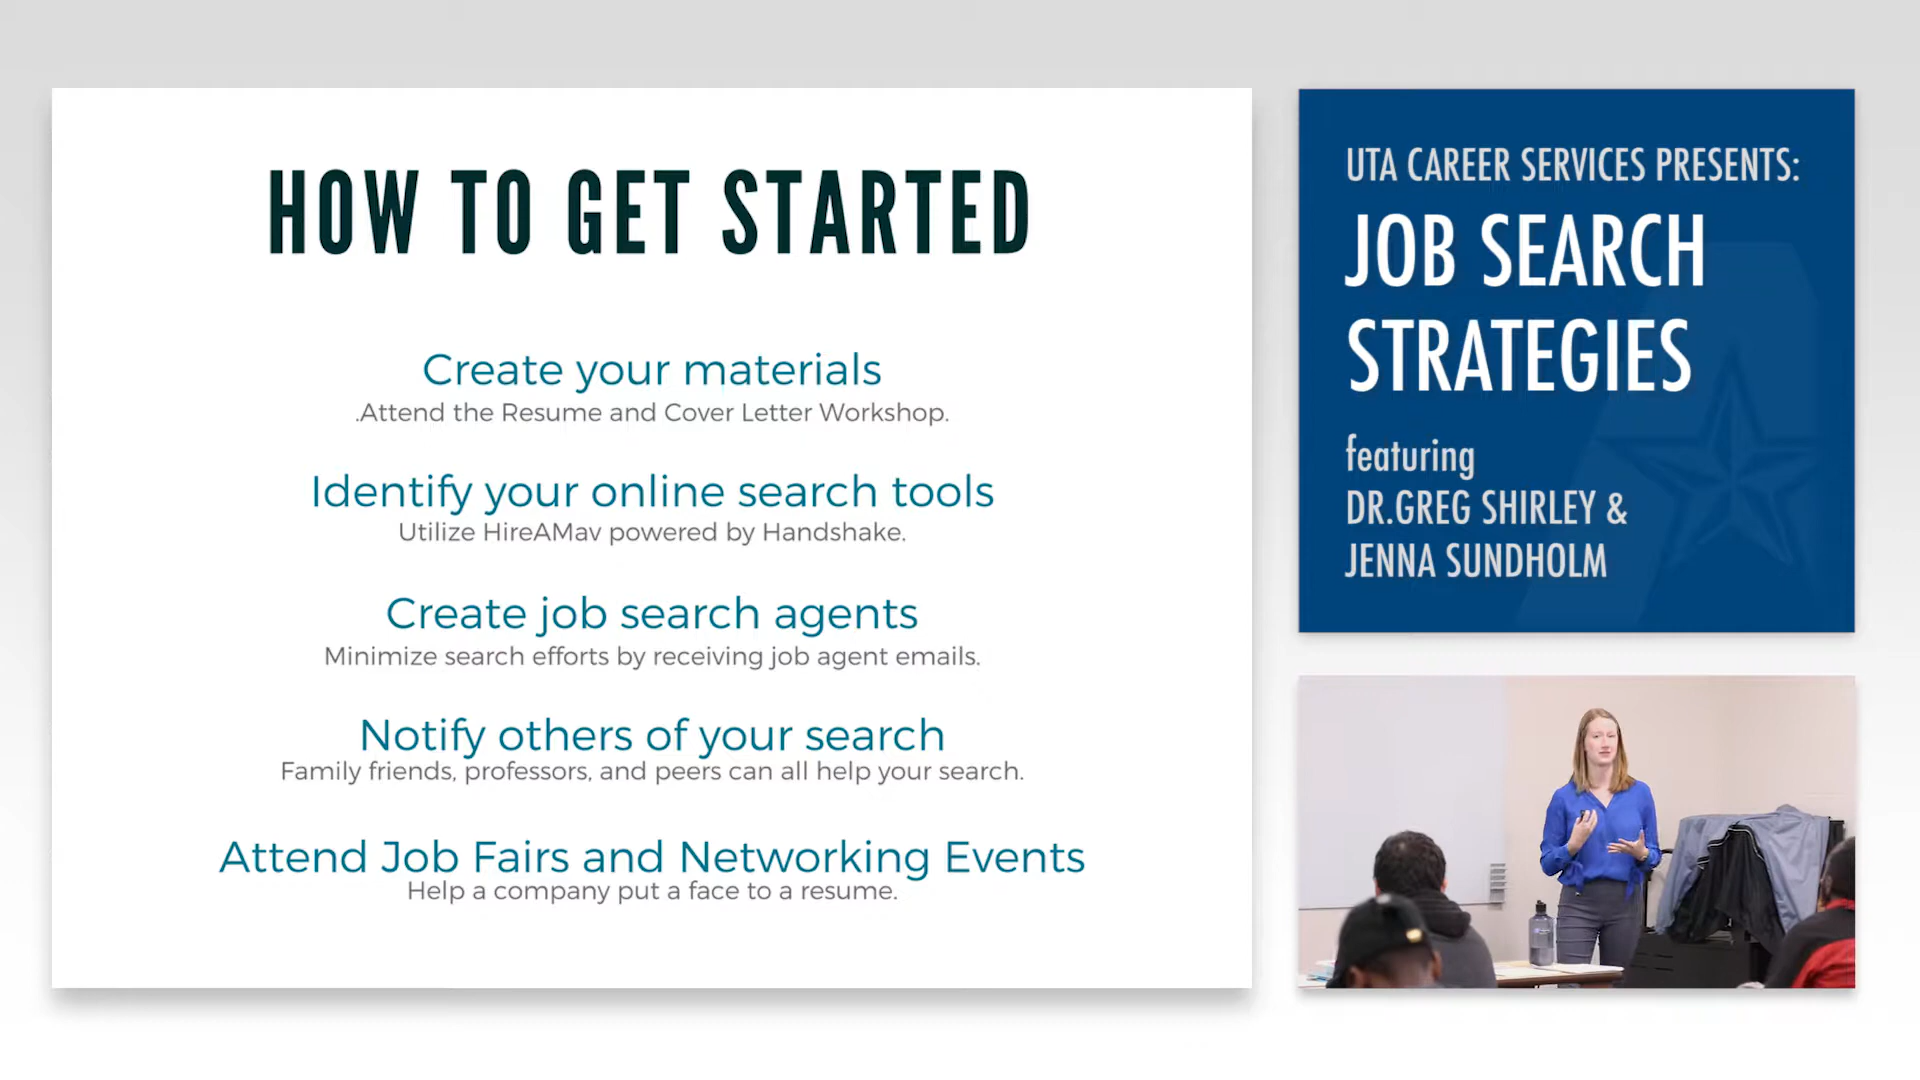 HOW TO GET STARTED
Create your materials
.Attend the Resume and Cover Letter Workshop.
Identify your online search tools
Utilize HireAMav powered by Handshake.
Create job search agents
Minimize search efforts by receiving job agent emails.
Notify others of your search
Family friends, professors, and peers can all help your search.
Attend Job Fairs and Networking Events
Help a company put a face to a resume.
UTA CAREER SERVICES PRESENTS:
JOB SEARCH
STRATEGIES
featuring
DR.GREG SHIRLEY &
JENNA SUNDHOLM